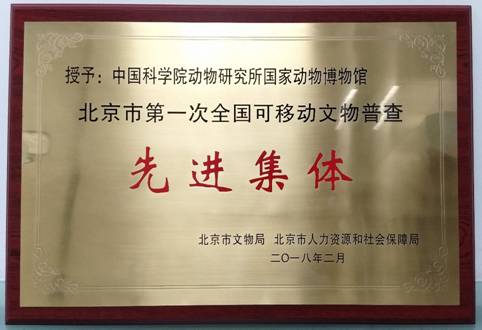 授予：中国科学院动物研究所国家动物博物馆
北京市第一次全国可移动文物普查
先进集体
北京市文物局 北京市人力资源和社会保障局
二〇一八年二月